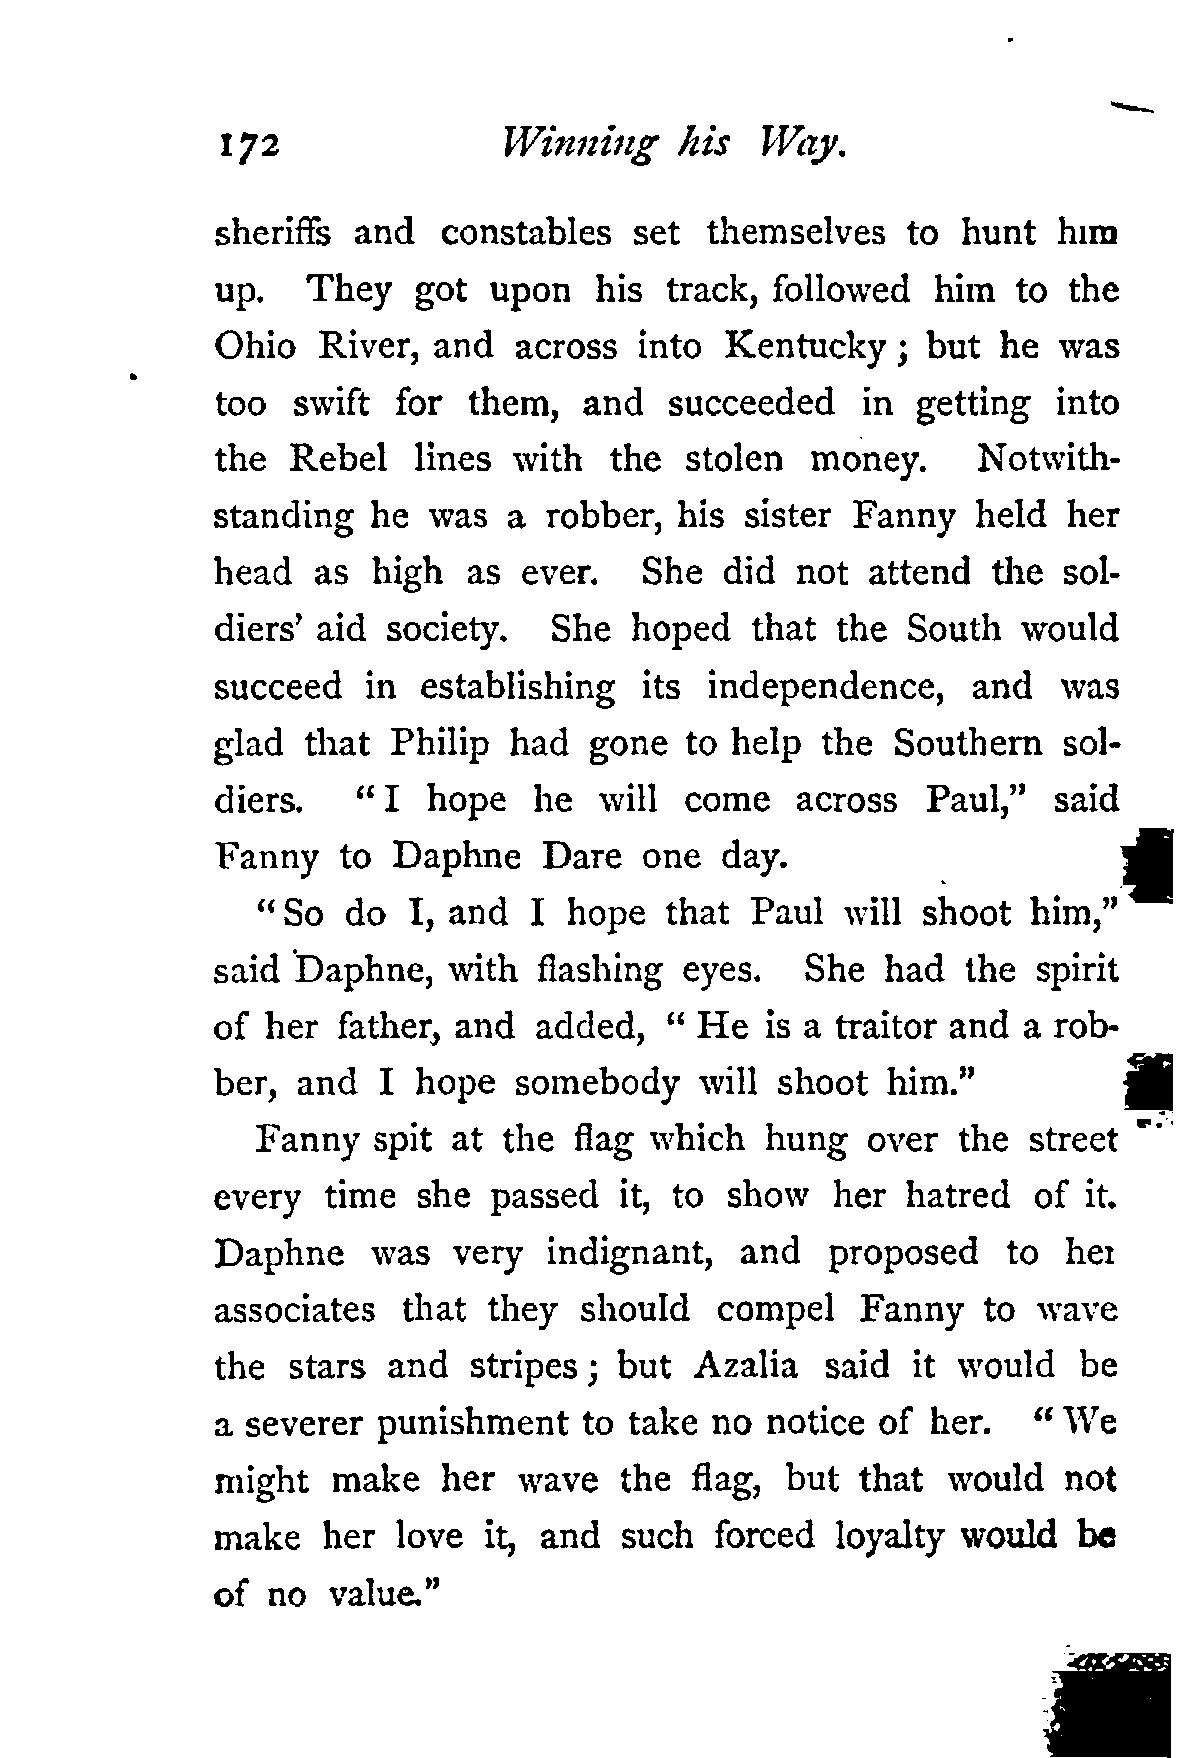 172 Winning his Way.
sheriffs and constables set themselves to hunt him
up. They got upon his track, followed him to the
Ohio River, and across into Kentucky ; but he was
too swift for them, and succeeded in getting into
the Rebel lines with the stolen money. Notwith-
standing he was a robber, his sister Fanny held her
head as high as ever. She did not attend the sol-
diers' aid society. She hoped that the South would
succeed in establishing its independence, and was
glad that Philip had gone to help the Southern sol-
diers. " I hope he will come across Paul," said
Fanny to Daphne Dare one day.
" So do I, and I hope that Paul will shoot him,"
said Daphne, with flashing eyes. She had the spirit
of her father, and added, " He is a traitor and a rob-
ber, and I hope somebody will shoot him."
Fanny spit at the flag which hung over the street
every time she passed it, to show her hatred of it.
Daphne was very indignant, and proposed to her
associates that they should compel Fanny to wave
the stars and stripes ; but Azalia said it would be
a severer punishment to take no notice of her. " We
might make her wave the flag, but that would not
make her love it, and such forced loyalty would be
of no value."